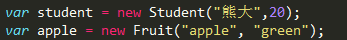 var student = new Student("熊大",20);
var apple = new Fruit("apple", "green");